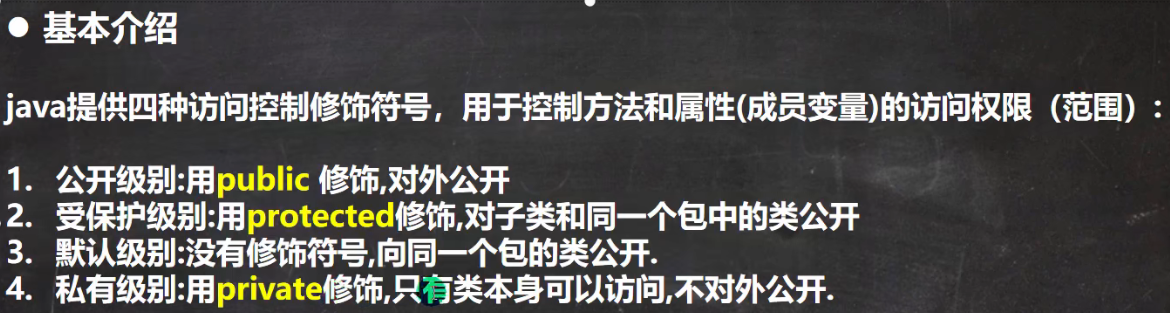 ● 基本介绍
java提供四种访问控制修饰符号，用于控制方法和属性(成员变量)的访问权限（范围）:
1. 公开级别:用public 修饰,对外公开
2. 受保护级别:用protected修饰,对子类和同一个包中的类公开
3. 默认级别:没有修饰符号,向同一个包的类公开.
4. 私有级别:用private修饰,只有类本身可以访问,不对外公开.